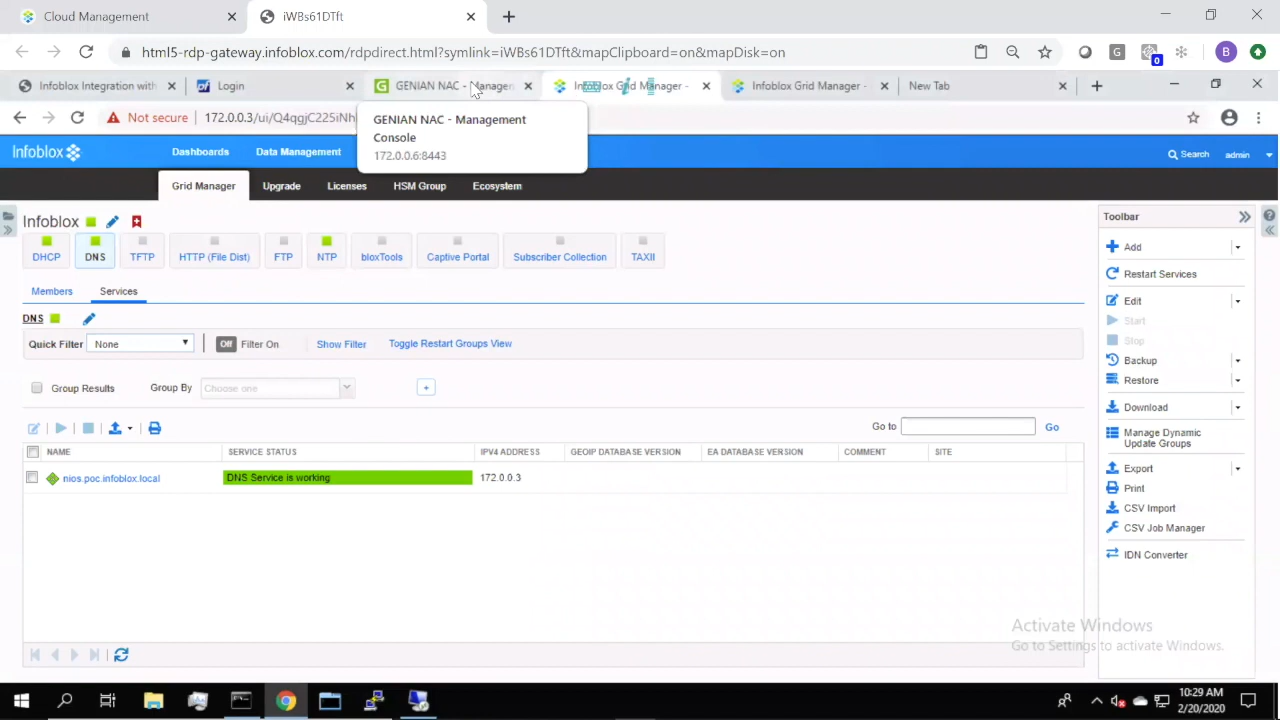 Cloud Management
iWBs61DTft
html5-rdp-gateway.infoblox.com/rdpdirect.html?symlink=iWBs61DTft&mapClipboard=on&mapDisk=on
G
0
B
Infoblox Integration with
Login
GENIAN NAC - Managem
Infoblox Grid Manager -
Infoblox Grid Manager -
New Tab
Not secure
172.0.0.3/ui/Q4qgjC225iNh
GENIAN NAC - Management
Console
172.0.0.6:8443
Infoblox
Dashboards
Data Management
Search
admin
Grid Manager
Upgrade
Licenses
HSM Group
Ecosystem
Infoblox
DHCP
DNS
TFTP
HTTP (File Dist)
FTP
NTP
bloxTools
Captive Portal
Subscriber Collection
TAXII
Members
Services
DNS
Quick Filter
None
Off
Filter On
Show Filter
Toggle Restart Groups View
Group Results
Group By
Choose one
+
Go to
Go
NAME
SERVICE STATUS
IPV4 ADDRESS
GEOIP DATABASE VERSION
EA DATABASE VERSION
COMMENT
SITE
nios.poc.infoblox.local
DNS Service is working
172.0.0.3
Toolbar
Add
Restart Services
Edit
Start
Stop
Backup
Restore
Download
Manage Dynamic
Update Groups
Export
Print
CSV Import
CSV Job Manager
IDN Converter
Activate Windows
Go to Settings to activate Windows.
10:29 AM
2/20/2020